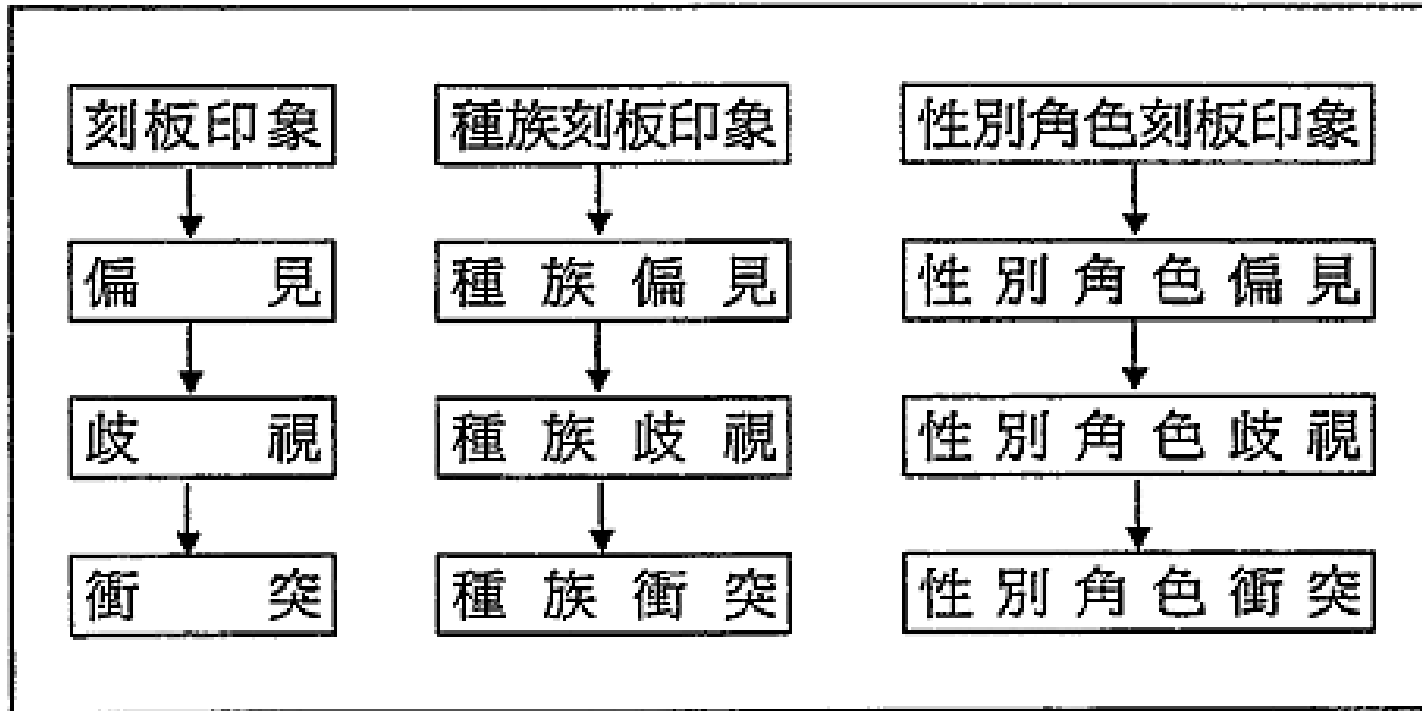 刻板印象
種族刻板印象
性別角色刻板印象
偏見
種族偏見
性別角色偏見
歧視
種族歧視
性別角色歧視
衝突
種族衝突
性別角色衝突